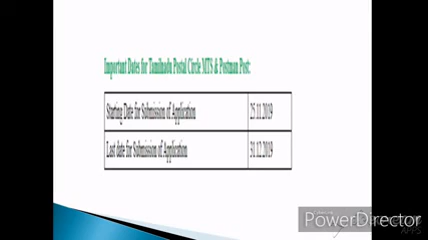 Important Dates for Tamilnadu Postal Circle MTS & Postman Post:
Starting Date for Submission of Application 25.11.2019
Last date for Submission of Application 31.12.2019
PowerDirector